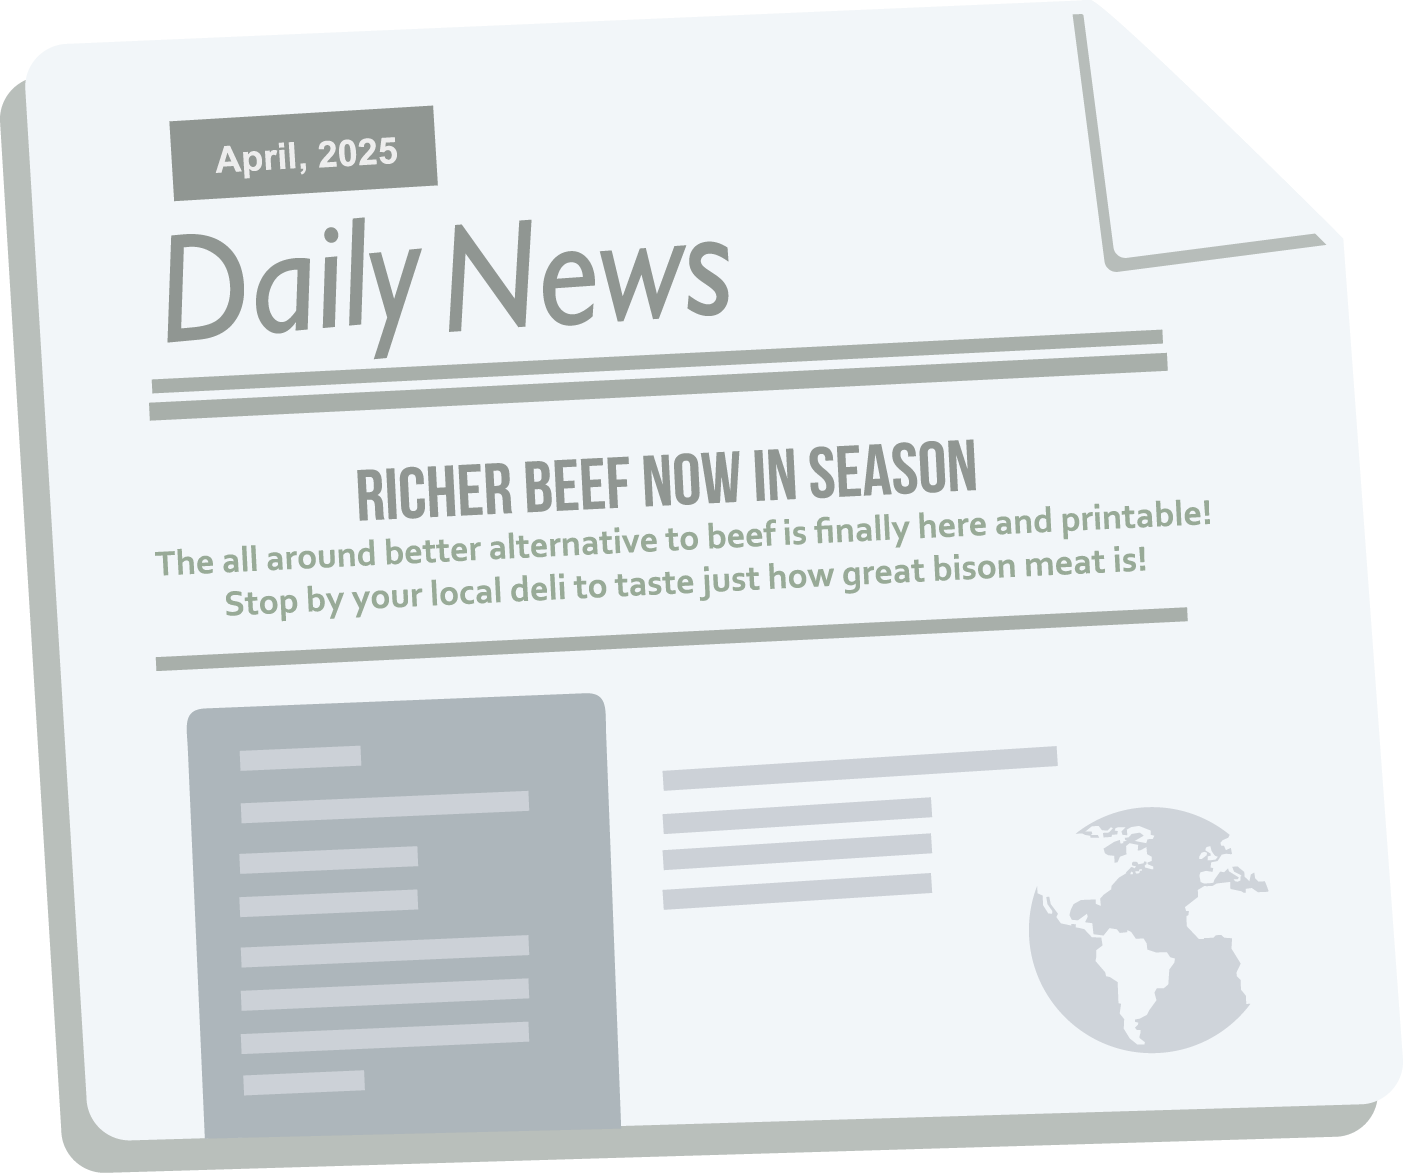 April, 2025
Daily News
RICHER BEEF NOW IN SEASON
The all around better alternative to beef is finally here and printable!
Stop by your local deli to taste just how great bison meat is!